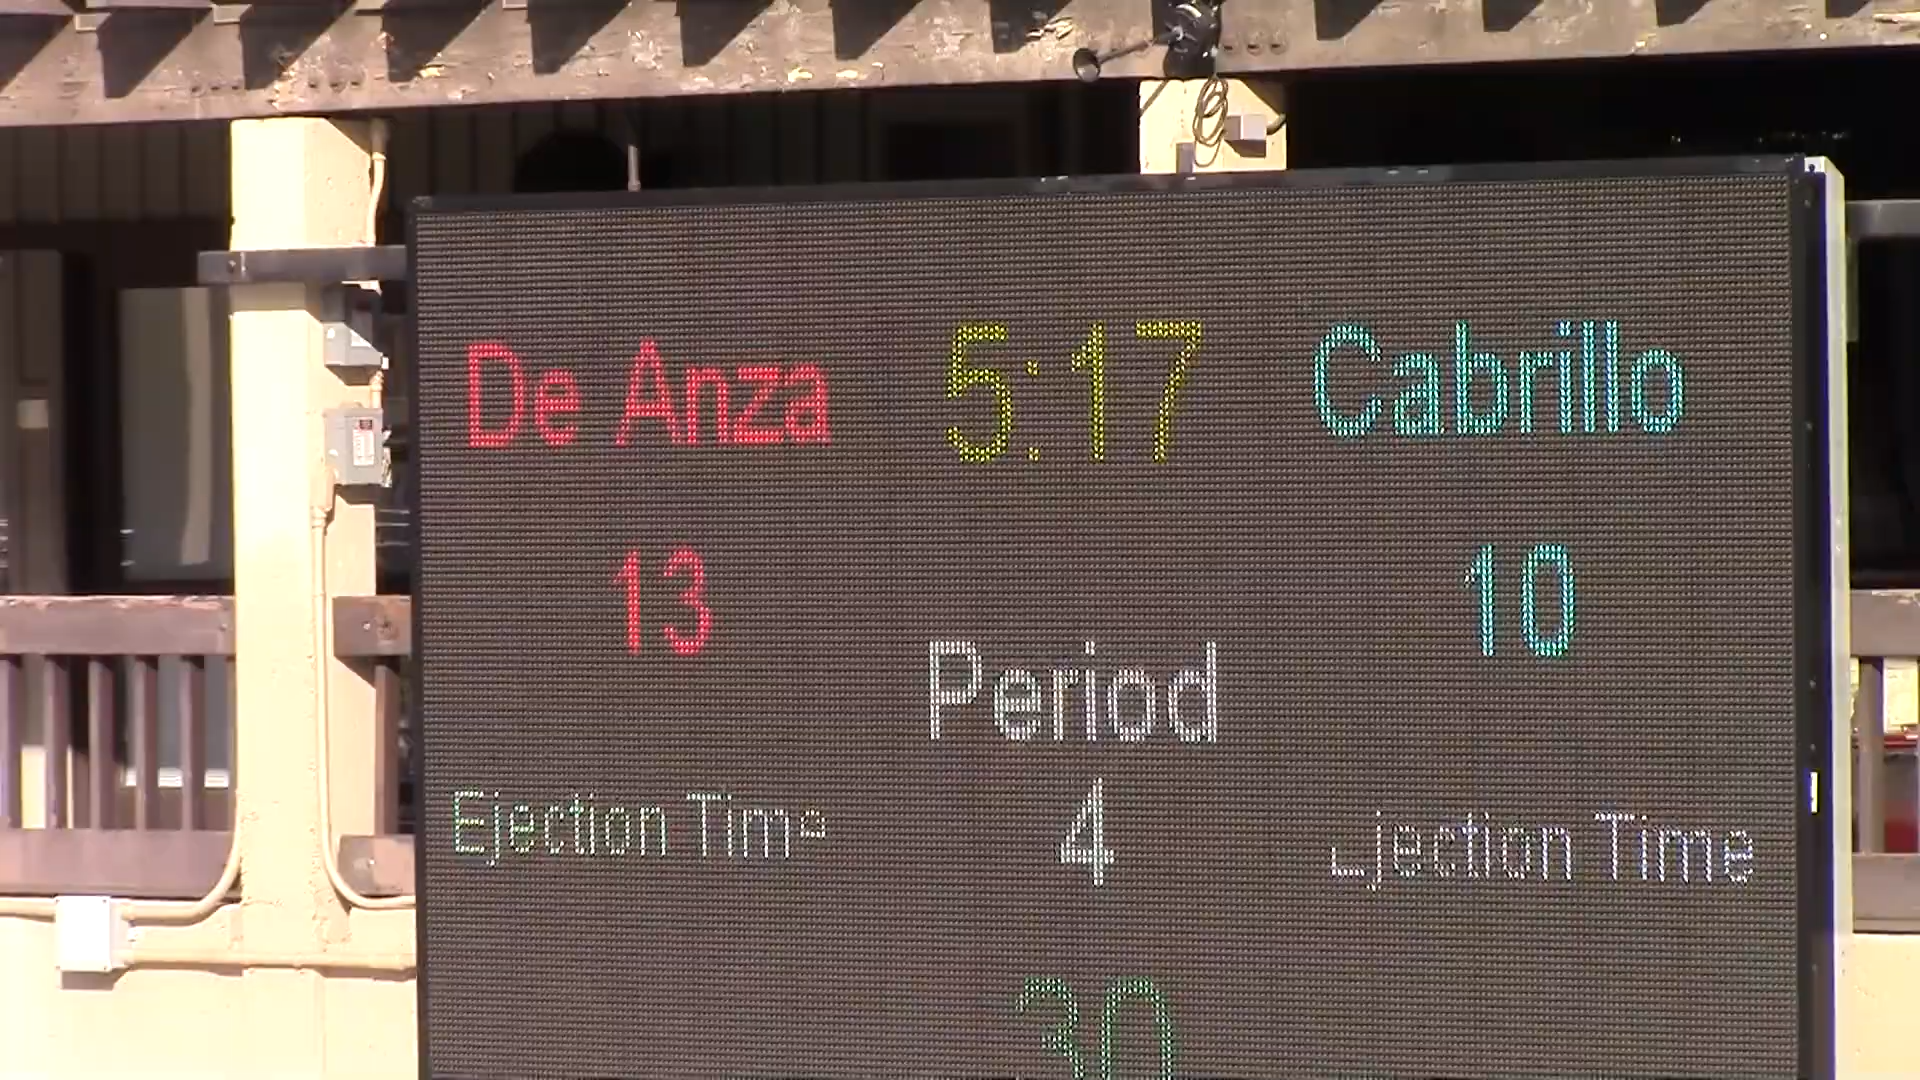 De Anza 5:17 Cabrillo
13 10
Period
Ejection Time 4 Ejection Time
30